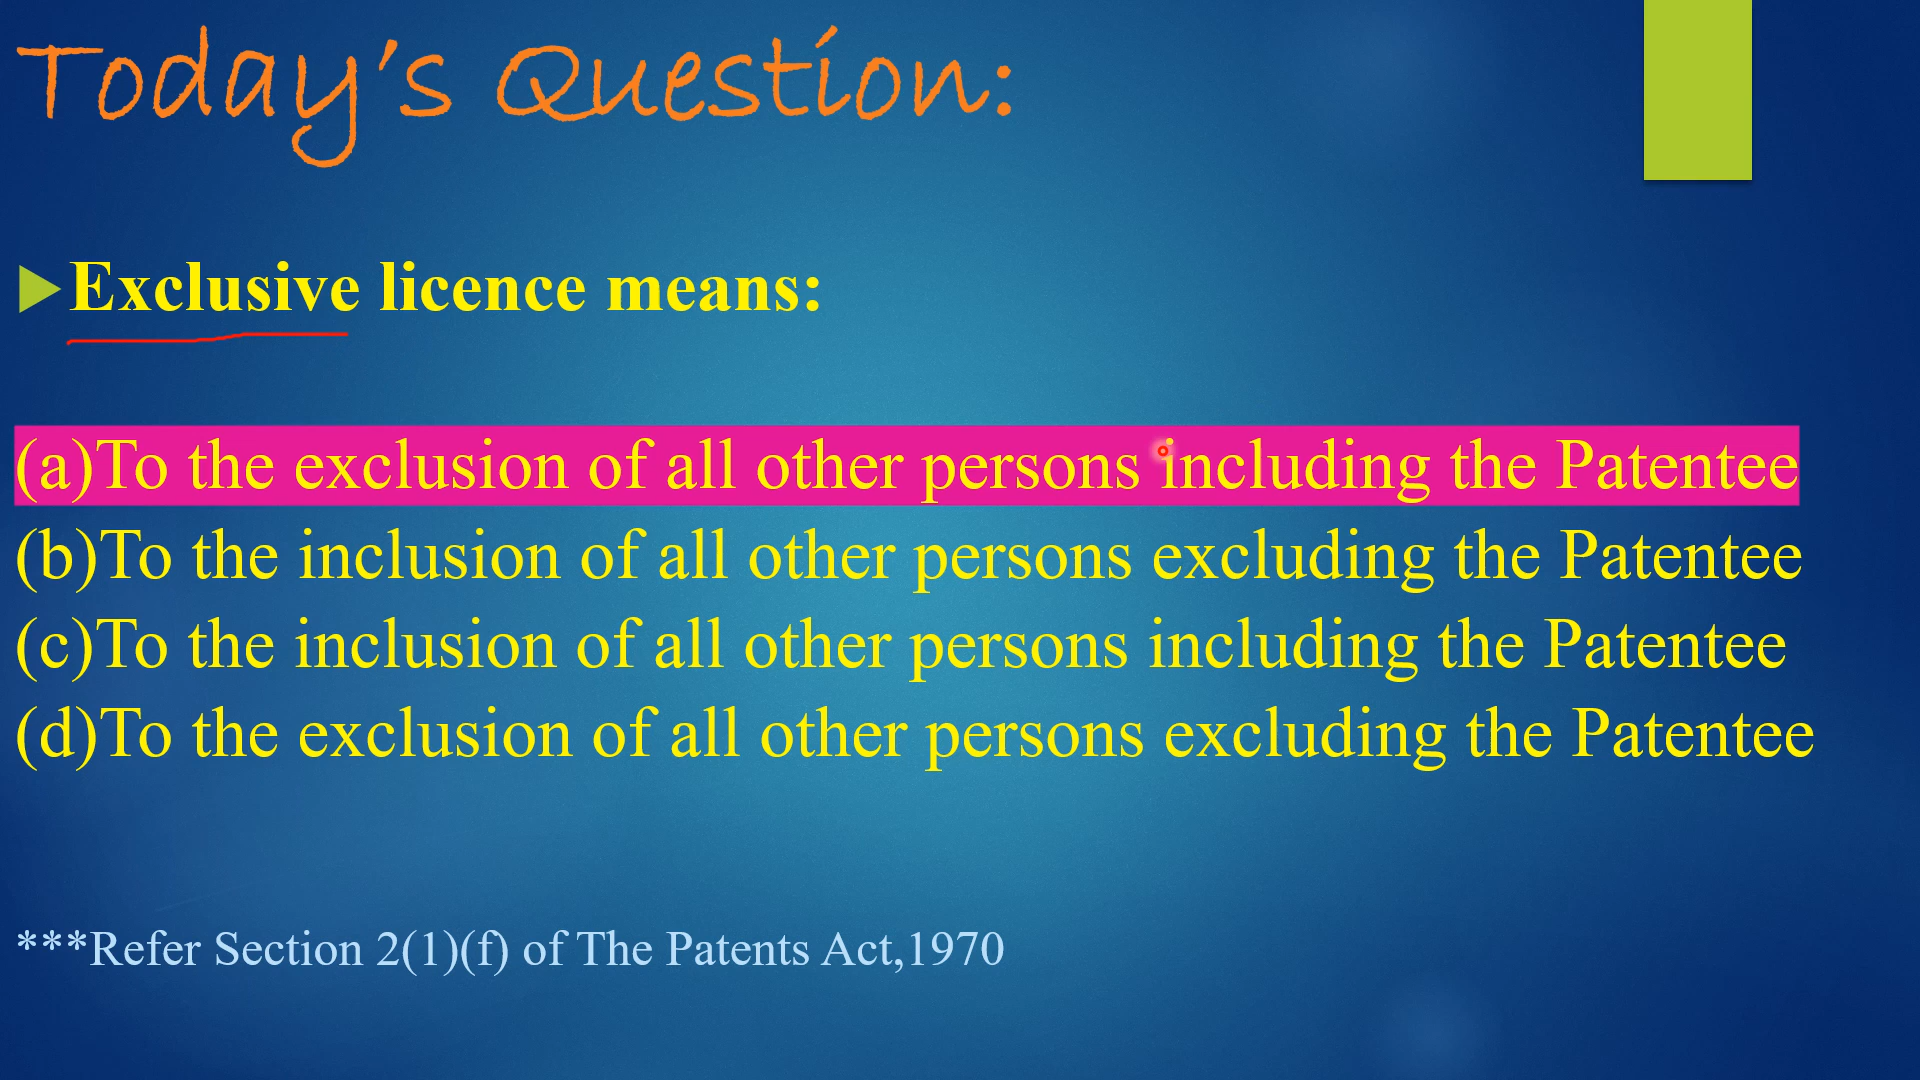 Today's Question:
Exclusive licence means:
(a)To the exclusion of all other persons including the Patentee
(b)To the inclusion of all other persons excluding the Patentee
(c)To the inclusion of all other persons including the Patentee
(d)To the exclusion of all other persons excluding the Patentee
***Refer Section 2(1)(f) of The Patents Act,1970